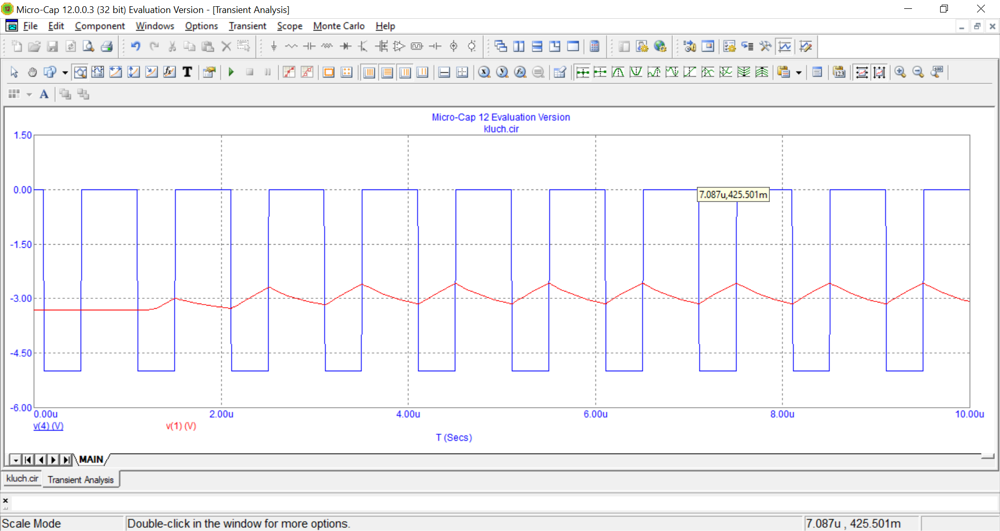 Micro-Cap 12.0.0.3 (32 bit) Evaluation Version - [Transient Analysis]
File Edit Component Windows Options Transient Scope Monte Carlo Help
Micro-Cap 12 Evaluation Version
kluch.cir
1.50
0.00
7.087u,425.501m
-1.50
-3.00
-4.50
-6.00
0.00u 2.00u 4.00u 6.00u 8.00u 10.00u
v(4) (V) v(1) (V)
T (Secs)
MAIN
kluch.cir Transient Analysis
Scale Mode Double-click in the window for more options. 7.087u , 425.501m